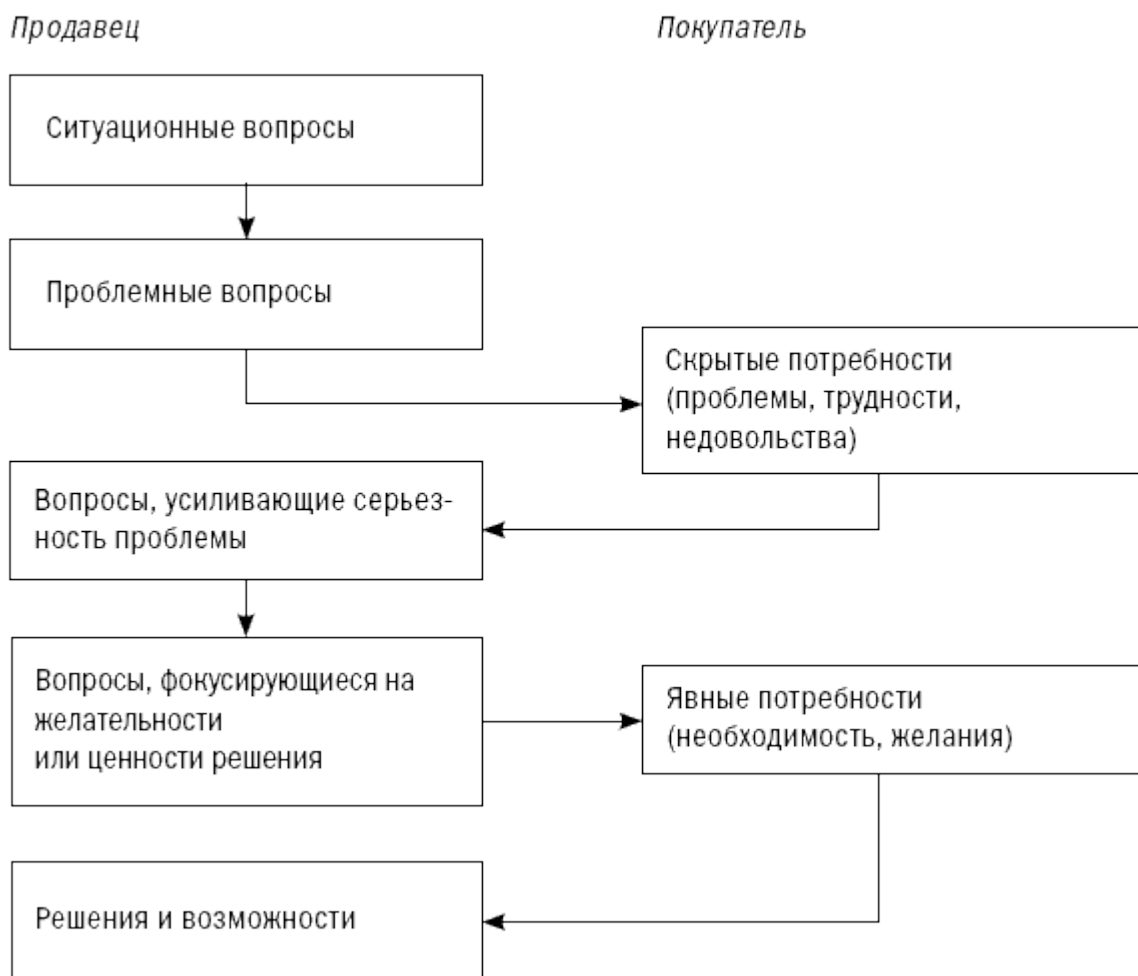 Продавец
Покупатель
Ситуационные вопросы
Проблемные вопросы
Скрытые потребности
(проблемы, трудности,
недовольства)
Вопросы, усиливающие серьез-
ность проблемы
Вопросы, фокусирующиеся на
желательности
или ценности решения
Явные потребности
(необходимость, желания)
Решения и возможности